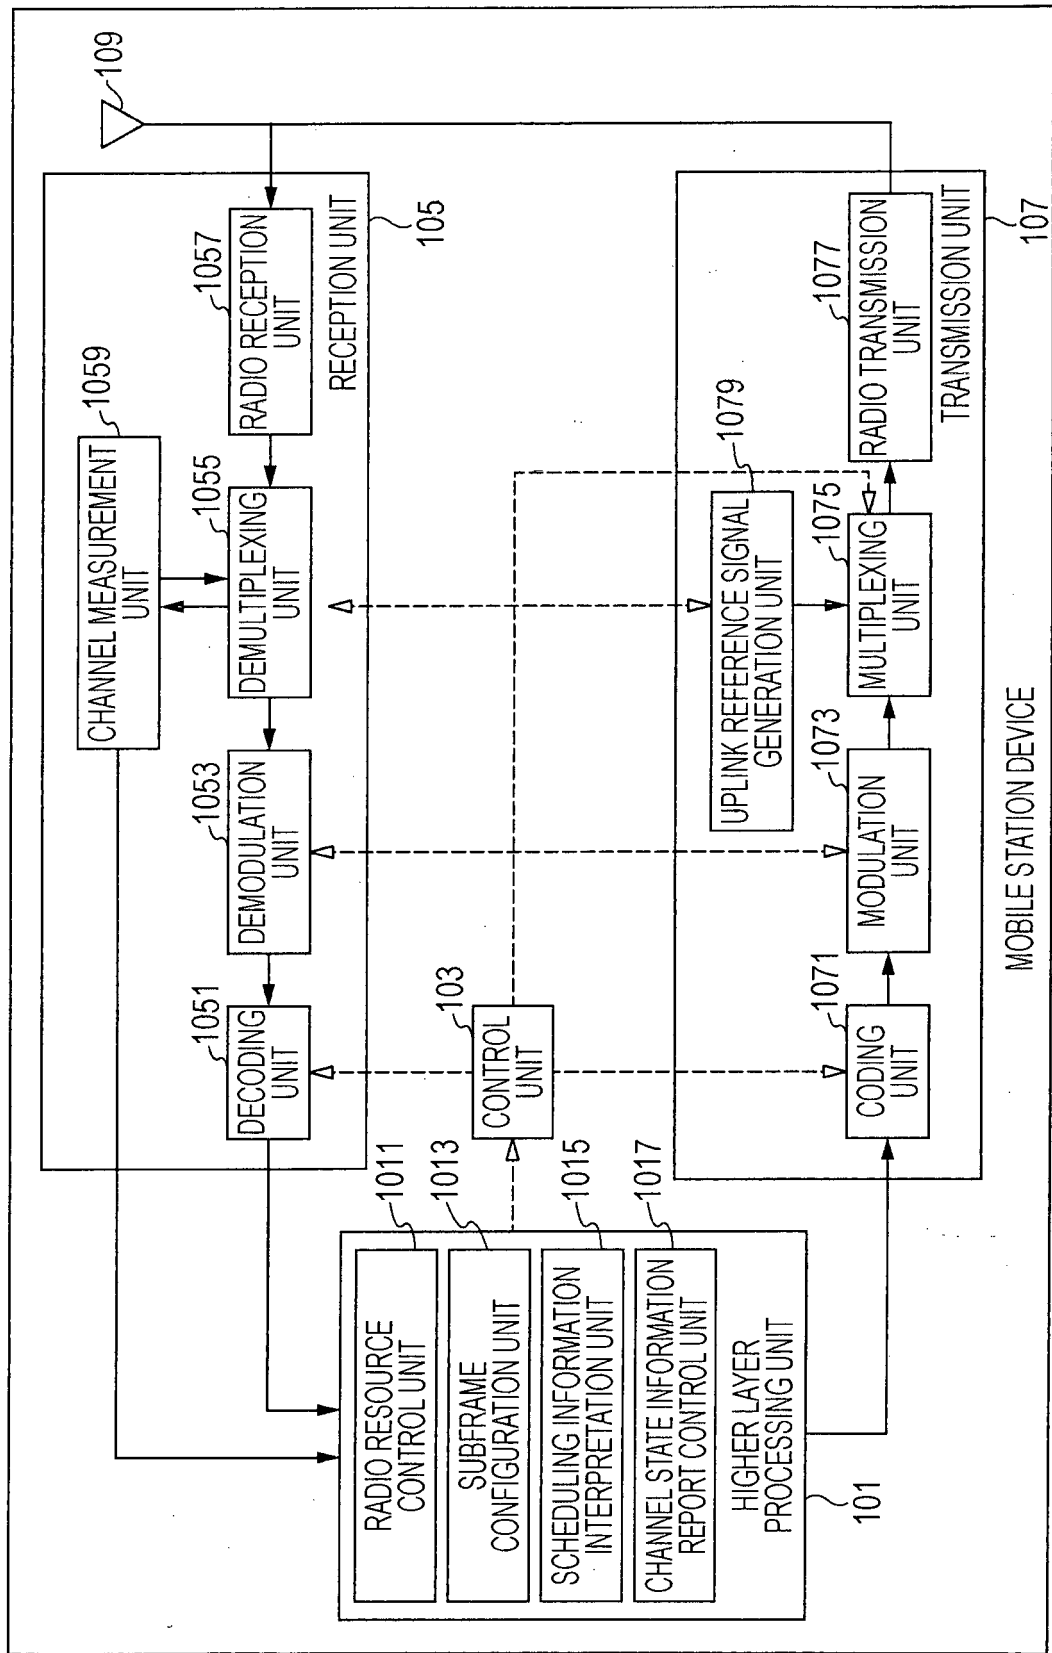 109
1059
CHANNEL MEASUREMENT
UNIT
1051
DECODING
UNIT
1053
DEMODULATION
UNIT
1055
DEMULTIPLEXING
UNIT
1057
RADIO RECEPTION
UNIT
RECEPTION UNIT
105
1011
RADIO RESOURCE
CONTROL UNIT
1013
SUBFRAME
CONFIGURATION UNIT
1015
SCHEDULING INFORMATION
INTERPRETATION UNIT
1017
CHANNEL STATE INFORMATION
REPORT CONTROL UNIT
HIGHER LAYER
PROCESSING UNIT
101
103
CONTROL
UNIT
1079
UPLINK REFERENCE SIGNAL
GENERATION UNIT
1071
CODING
UNIT
1073
MODULATION
UNIT
1075
MULTIPLEXING
UNIT
1077
RADIO TRANSMISSION
UNIT
TRANSMISSION UNIT
107
MOBILE STATION DEVICE